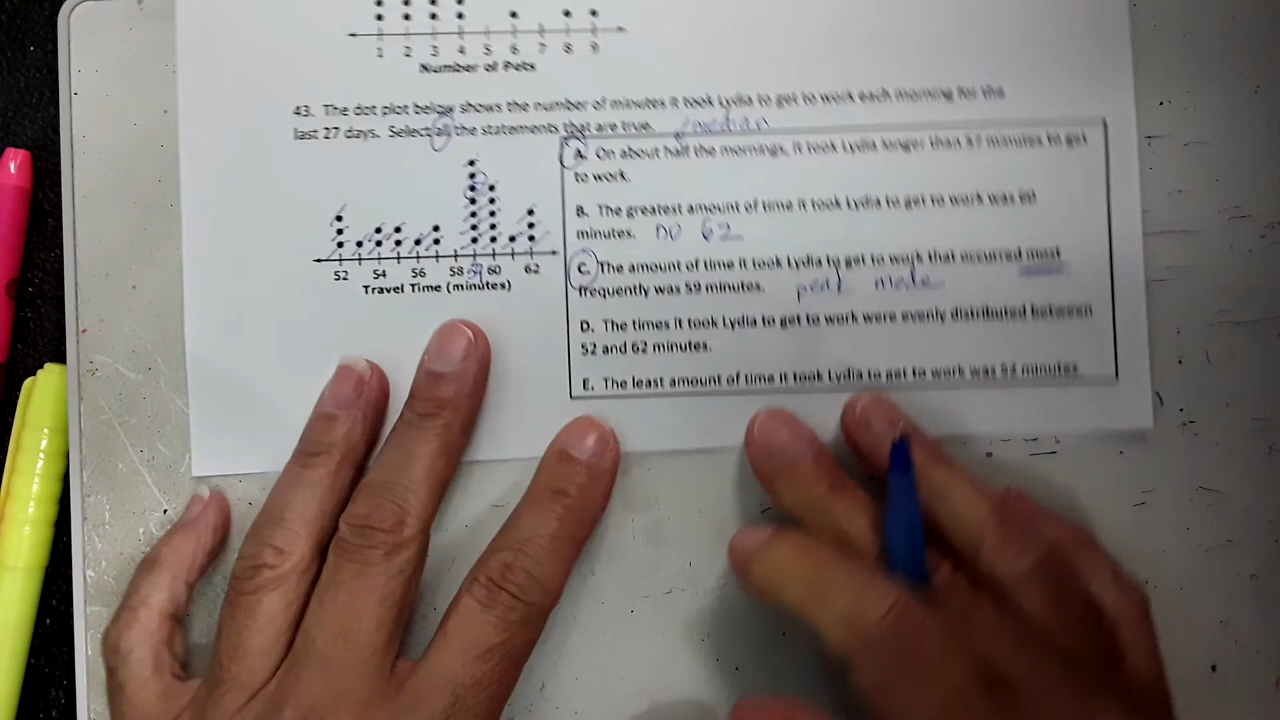 1 2 3 4 5 6 7 8 9
Number of Pets
43. The dot plot below shows the number of minutes it took Lydia to get to work each morning for the
last 27 days. Select all the statements that are true. median
A. On about half the mornings, it took Lydia longer than 57 minutes to get
to work.
B. The greatest amount of time it took Lydia to get to work was 60
minutes. no 62
C. The amount of time it took Lydia to get to work that occurred most
frequently was 59 minutes. peak mode
D. The times it took Lydia to get to work were evenly distributed between
52 and 62 minutes.
E. The least amount of time it took Lydia to get to work was 52 minutes
52 54 56 58 59 60 62
Travel Time (minutes)